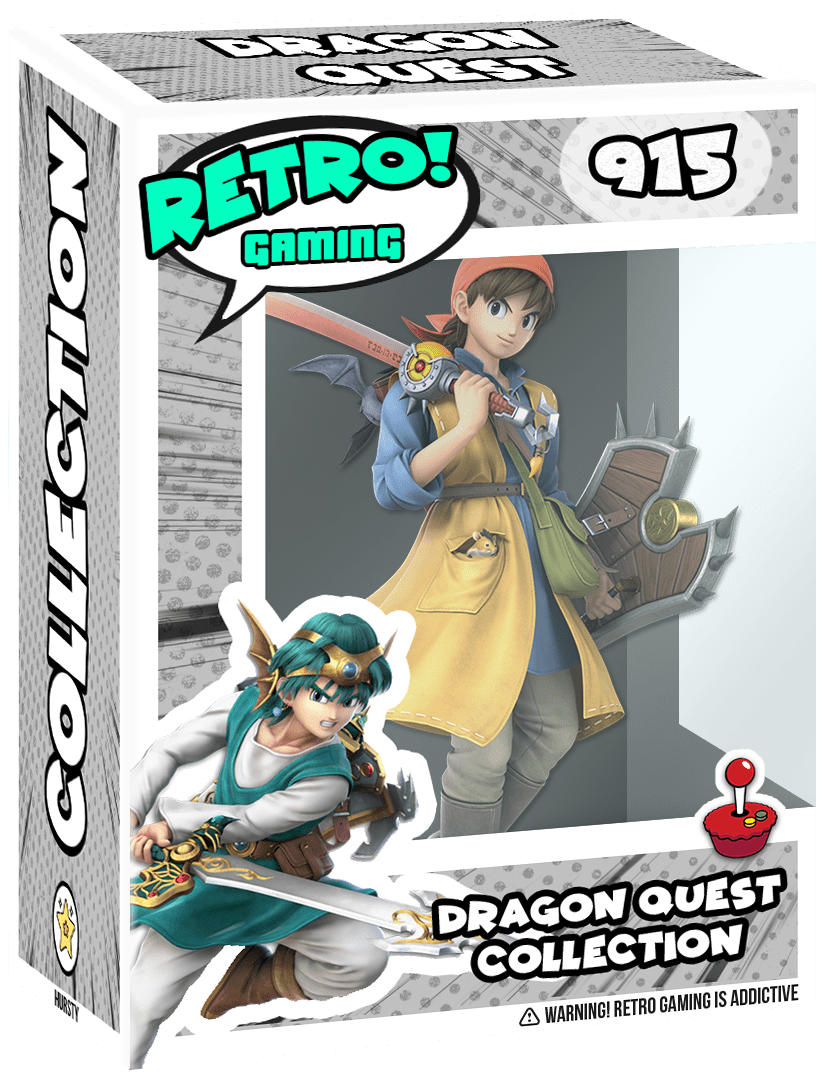 DRAGON
QUEST
RETRO!
GAMING
915
COLLECTION
DRAGON QUEST
COLLECTION
WARNING! RETRO GAMING IS ADDICTIVE
HURSTY